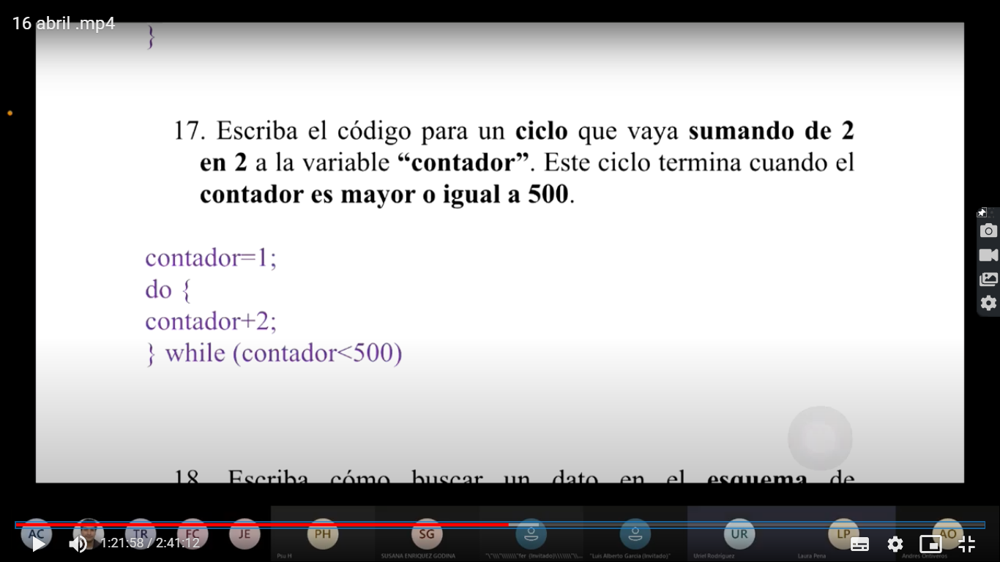 16 abril .mp4
}
17. Escriba el código para un ciclo que vaya sumando de 2
en 2 a la variable “contador”. Este ciclo termina cuando el
contador es mayor o igual a 500.
contador=1;
do {
contador+2;
} while (contador<500)
18. Escriba cómo buscar un dato en el esquema de
AC TR FC JE PH SG UR LP AO
1:21:58 / 2:41:12
Psu H SUSANA ENRIQUEZ GODINA "Luis Alberto Garcia (Invitado)" Uriel Rodriguez Laura Pena Andres Ontiveros